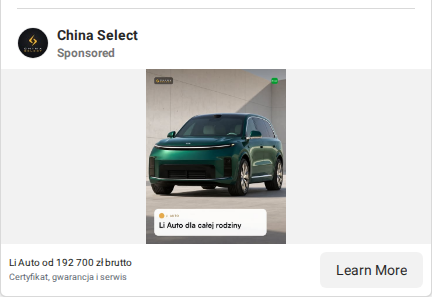 China Select
Sponsored
Li Auto dla całej rodziny
Li Auto od 192 700 zł brutto
Certyfikat, gwarancja i serwis
Learn More